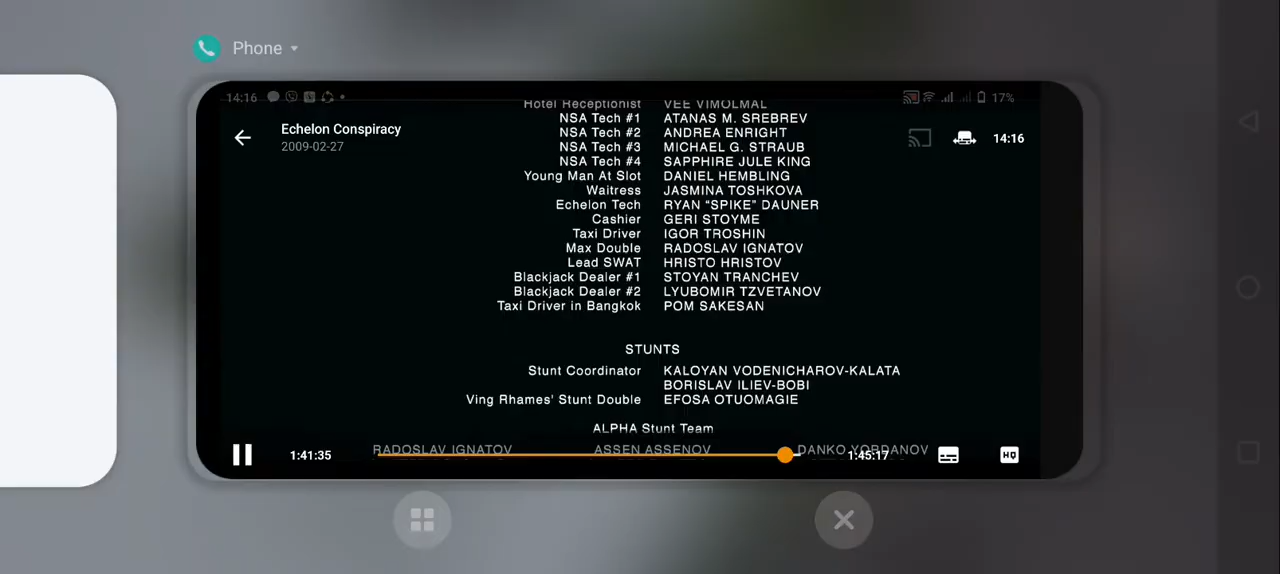 Phone
14:16
17%
Echelon Conspiracy
2009-02-27
14:16
Hotel Receptionist VEE VIMOLMAL
NSA Tech #1 ATANAS M. SREBREV
NSA Tech #2 ANDREA ENRIGHT
NSA Tech #3 MICHAEL G. STRAUB
NSA Tech #4 SAPPHIRE JULE KING
Young Man At Slot DANIEL HEMBLING
Waitress JASMINA TOSHKOVA
Echelon Tech RYAN “SPIKE” DAUNER
Cashier GERI STOYME
Taxi Driver IGOR TROSHIN
Max Double RADOSLAV IGNATOV
Lead SWAT HRISTO HRISTOV
Blackjack Dealer #1 STOYAN TRANCHEV
Blackjack Dealer #2 LYUBOMIR TZVETANOV
Taxi Driver in Bangkok POM SAKESAN
STUNTS
Stunt Coordinator KALOYAN VODENICHAROV-KALATA
BORISLAV ILIEV-BOBI
Ving Rhames' Stunt Double EFOSA OTUOMAGIE
ALPHA Stunt Team
RADOSLAV IGNATOV ASSEN ASSENOV DANKO YORDANOV
1:41:35
1:45:17
HQ